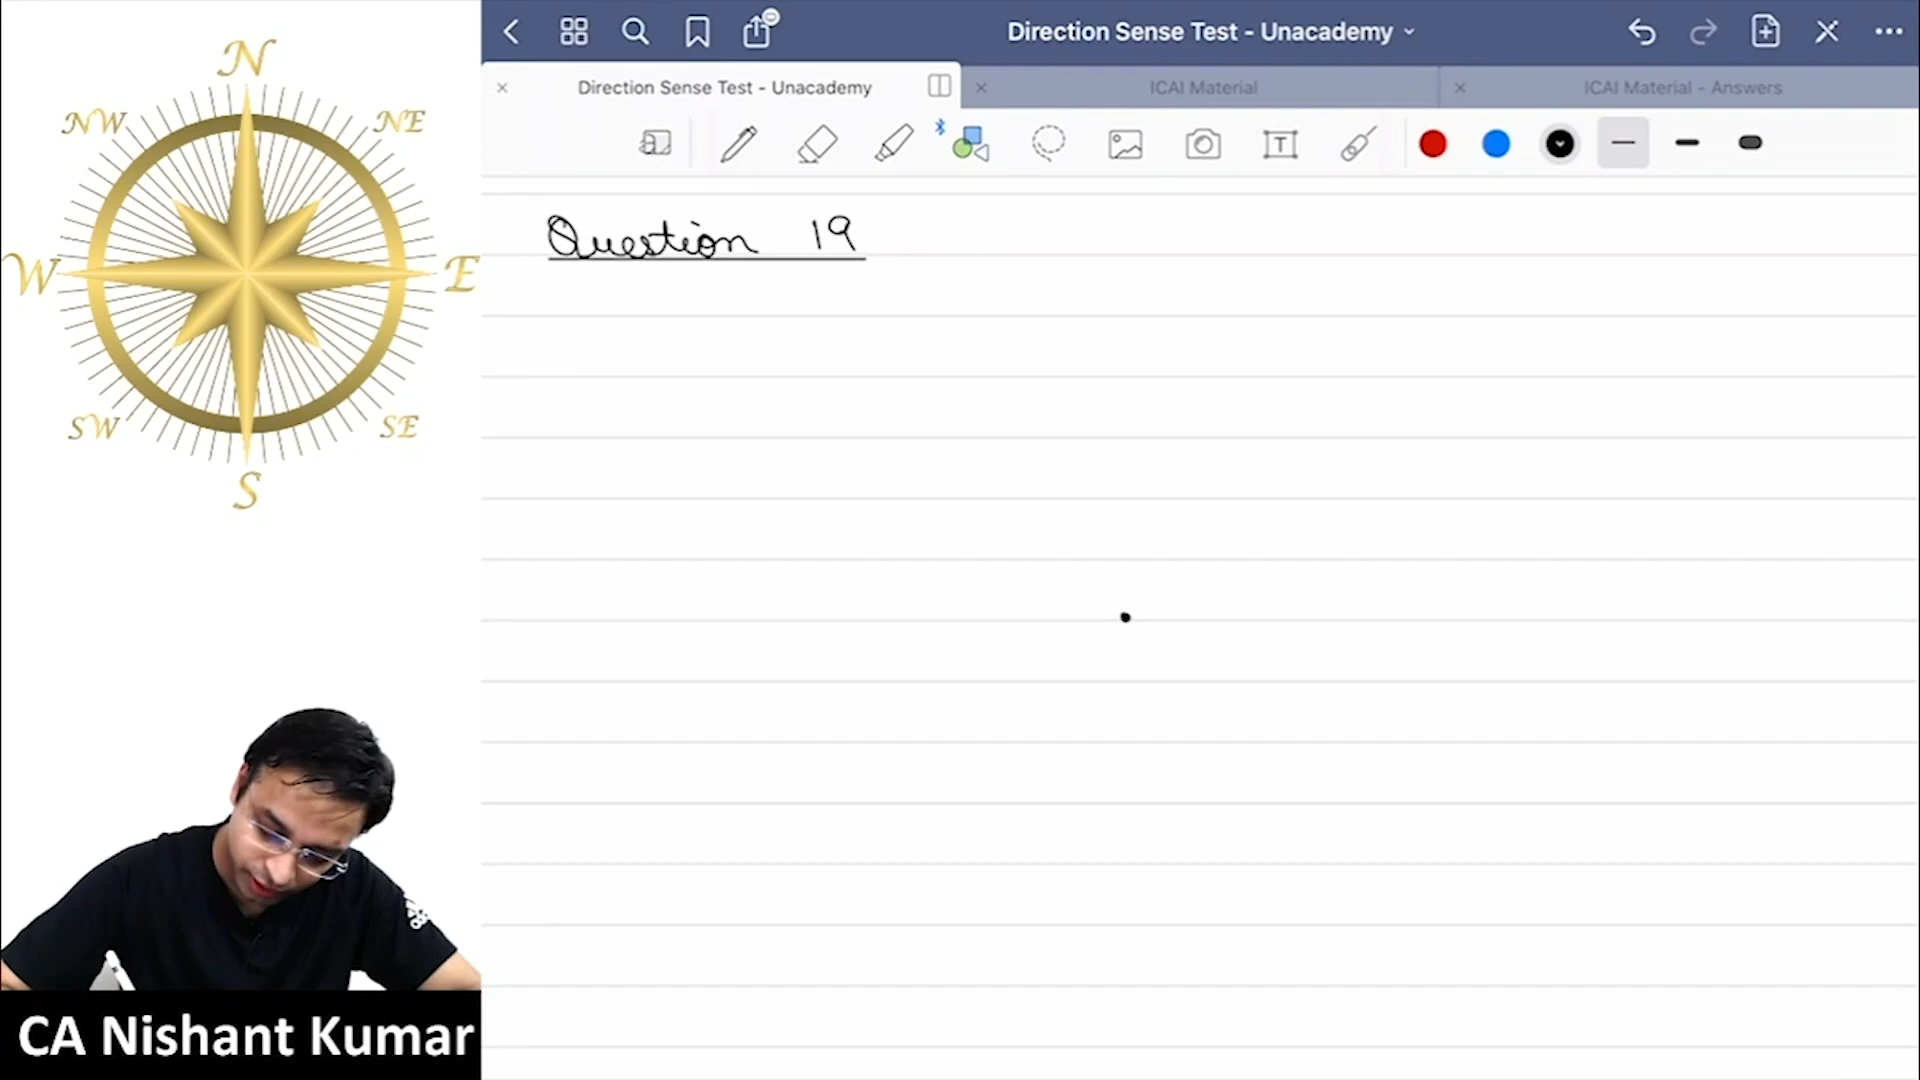 Direction Sense Test - Unacademy
Direction Sense Test - Unacademy
ICAI Material
ICAI Material - Answers
N
NW
NE
W
E
SW
SE
S
a
T
Question 19
CA Nishant Kumar